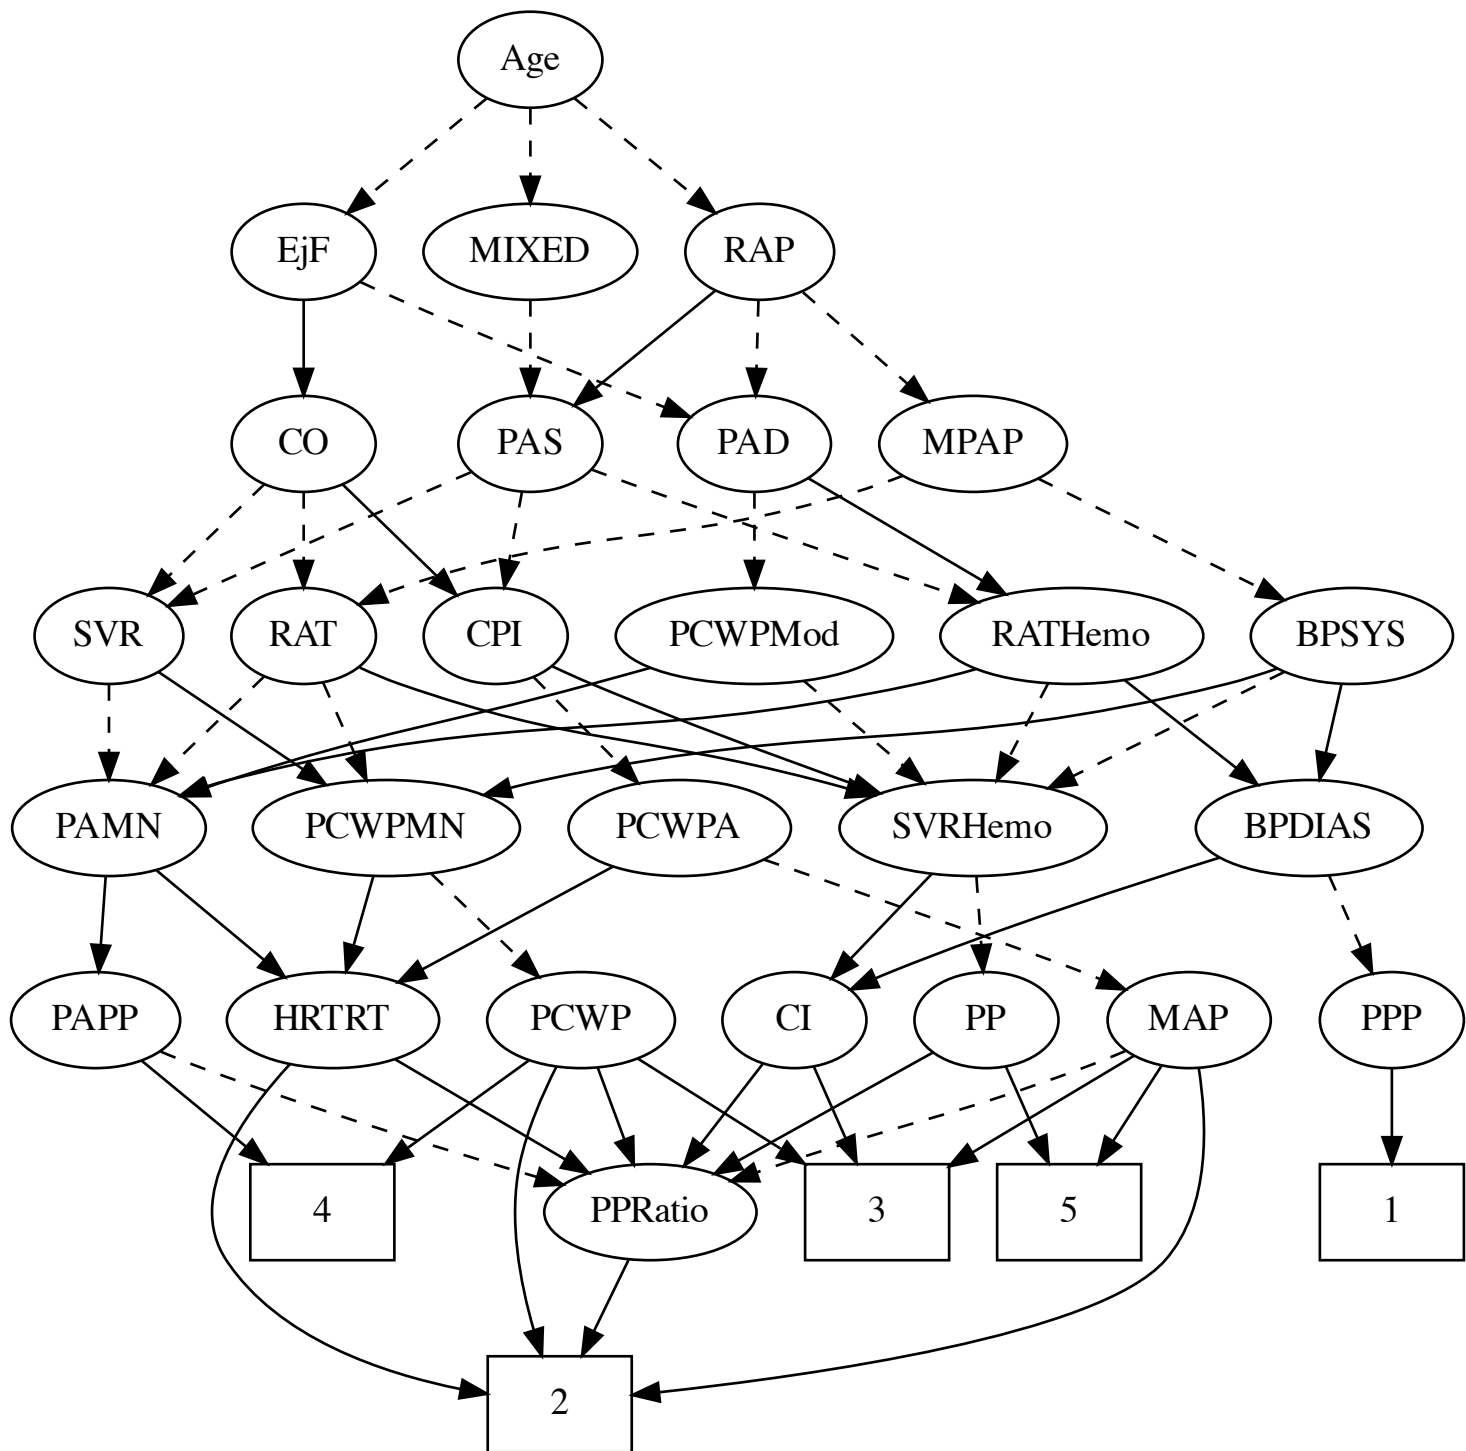 Age
EjF
MIXED
RAP
CO
PAS
PAD
MPAP
SVR
RAT
CPI
PCWPMod
RATHemo
BPSYS
PAMN
PCWPMN
PCWPA
SVRHemo
BPDIAS
PAPP
HRTRT
PCWP
CI
PP
MAP
PPP
4
PPRatio
3
5
1
2